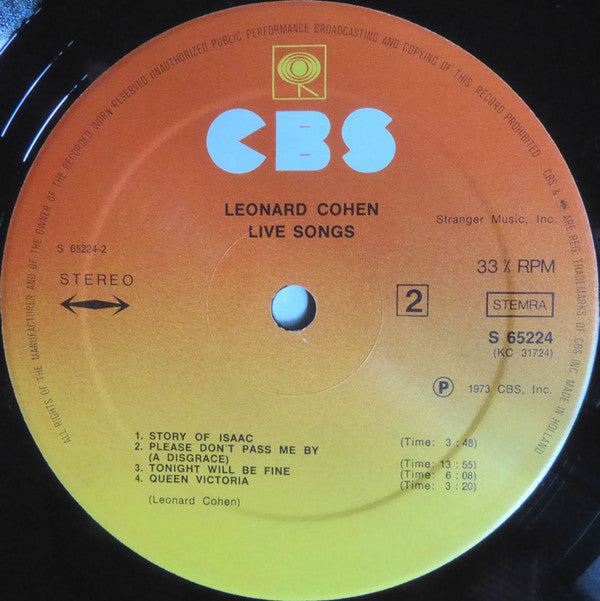 ALL RIGHTS OF THE MANUFACTURER AND OF THE OWNER OF THE RECORDED WORK RESERVED UNAUTHORIZED PUBLIC PERFORMANCE BROADCASTING AND COPYING OF THIS RECORD PROHIBITED CBS & ARE REG. TRADEMARKS OF CBS INC. MADE IN HOLLAND
CBS
LEONARD COHEN
LIVE SONGS
Stranger Music, Inc.
S 65224-2
STEREO
33⅓ RPM
2
STEMRA
S 65224
(KC 31724)
Ⓟ 1973 CBS, Inc.
1. STORY OF ISAAC (Time: 3 : 48)
2. PLEASE DON'T PASS ME BY
(A DISGRACE) (Time: 13 : 55)
3. TONIGHT WILL BE FINE (Time: 6 : 08)
4. QUEEN VICTORIA (Time: 3 : 20)
(Leonard Cohen)